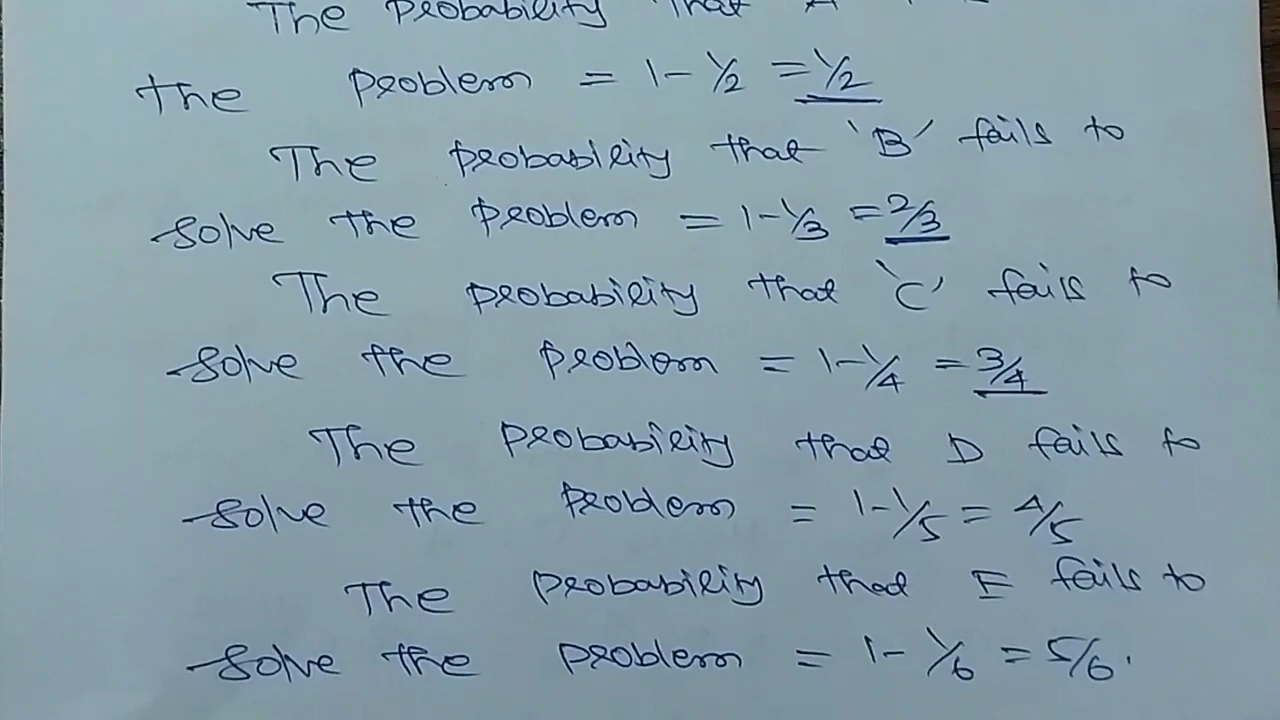 The probability that A
the problem = 1 - 1/2 = 1/2
The probability that 'B' fails to
solve the problem = 1 - 1/3 = 2/3
The probability that 'C' fails to
solve the problem = 1 - 1/4 = 3/4
The probability that D fails to
solve the problem = 1 - 1/5 = 4/5
The probability that E fails to
solve the problem = 1 - 1/6 = 5/6.